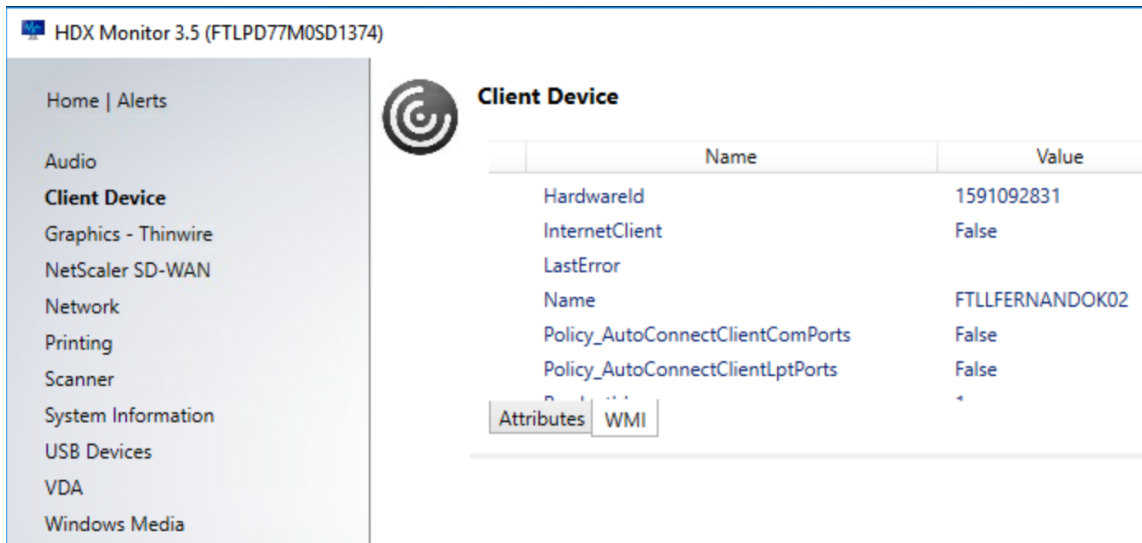 HDX Monitor 3.5 (FTLPD77M0SD1374)
Home | Alerts
Audio
Client Device
Graphics - Thinwire
NetScaler SD-WAN
Network
Printing
Scanner
System Information
USB Devices
VDA
Windows Media
Client Device
Name Value
HardwareId 1591092831
InternetClient False
LastError
Name FTLLFERNANDOK02
Policy_AutoConnectClientComPorts False
Policy_AutoConnectClientLptPorts False
Attributes WMI